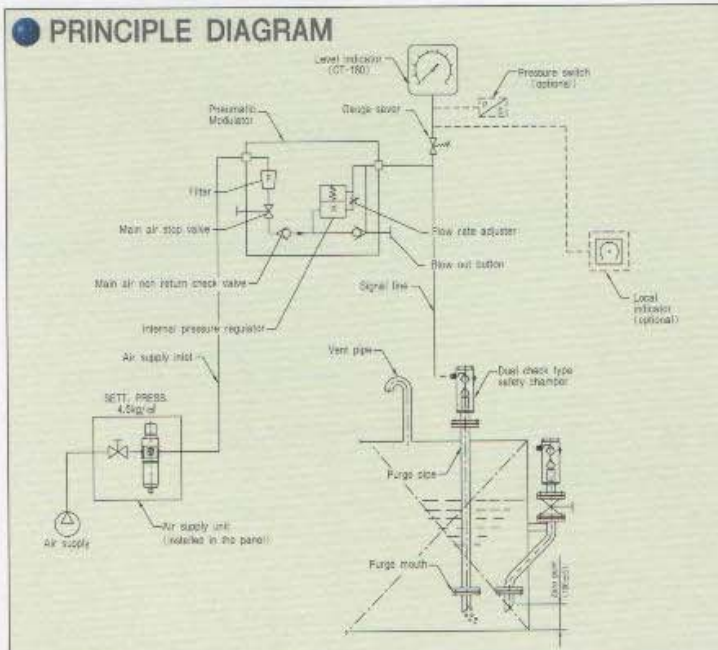 PRINCIPLE DIAGRAM
Level indicator
(CT-180)
Pressure switch
(optional)
Gauge saver
Pneumatic
Modulator
Filter
Main air stop valve
Flow rate adjuster
Blow out button
Main air non return check valve
Signal line
Local
indicator
(optional)
Internal pressure regulator
Air supply inlet
Vent pipe
Dual check type
safety chamber
SETT. PRESS.
4.5kg/㎠
Purge pipe
Air supply
Air supply unit
(Installed in the panel)
Purge mouth
Zero point